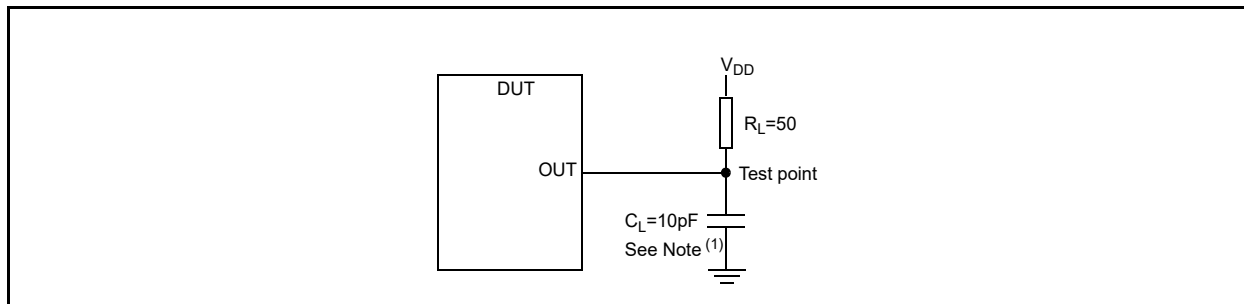 DUT
V_DD
R_L=50
OUT
Test point
C_L=10pF
See Note (1)